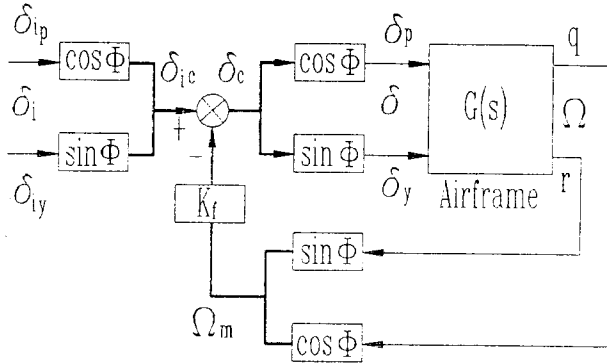 δip
cosΦ
δic
δc
cosΦ
δp
q
δi
δ
G(s)
Ω
+
−
sinΦ
sinΦ
δiy
δy
Airframe
r
Kf
sinΦ
Ωm
cosΦ